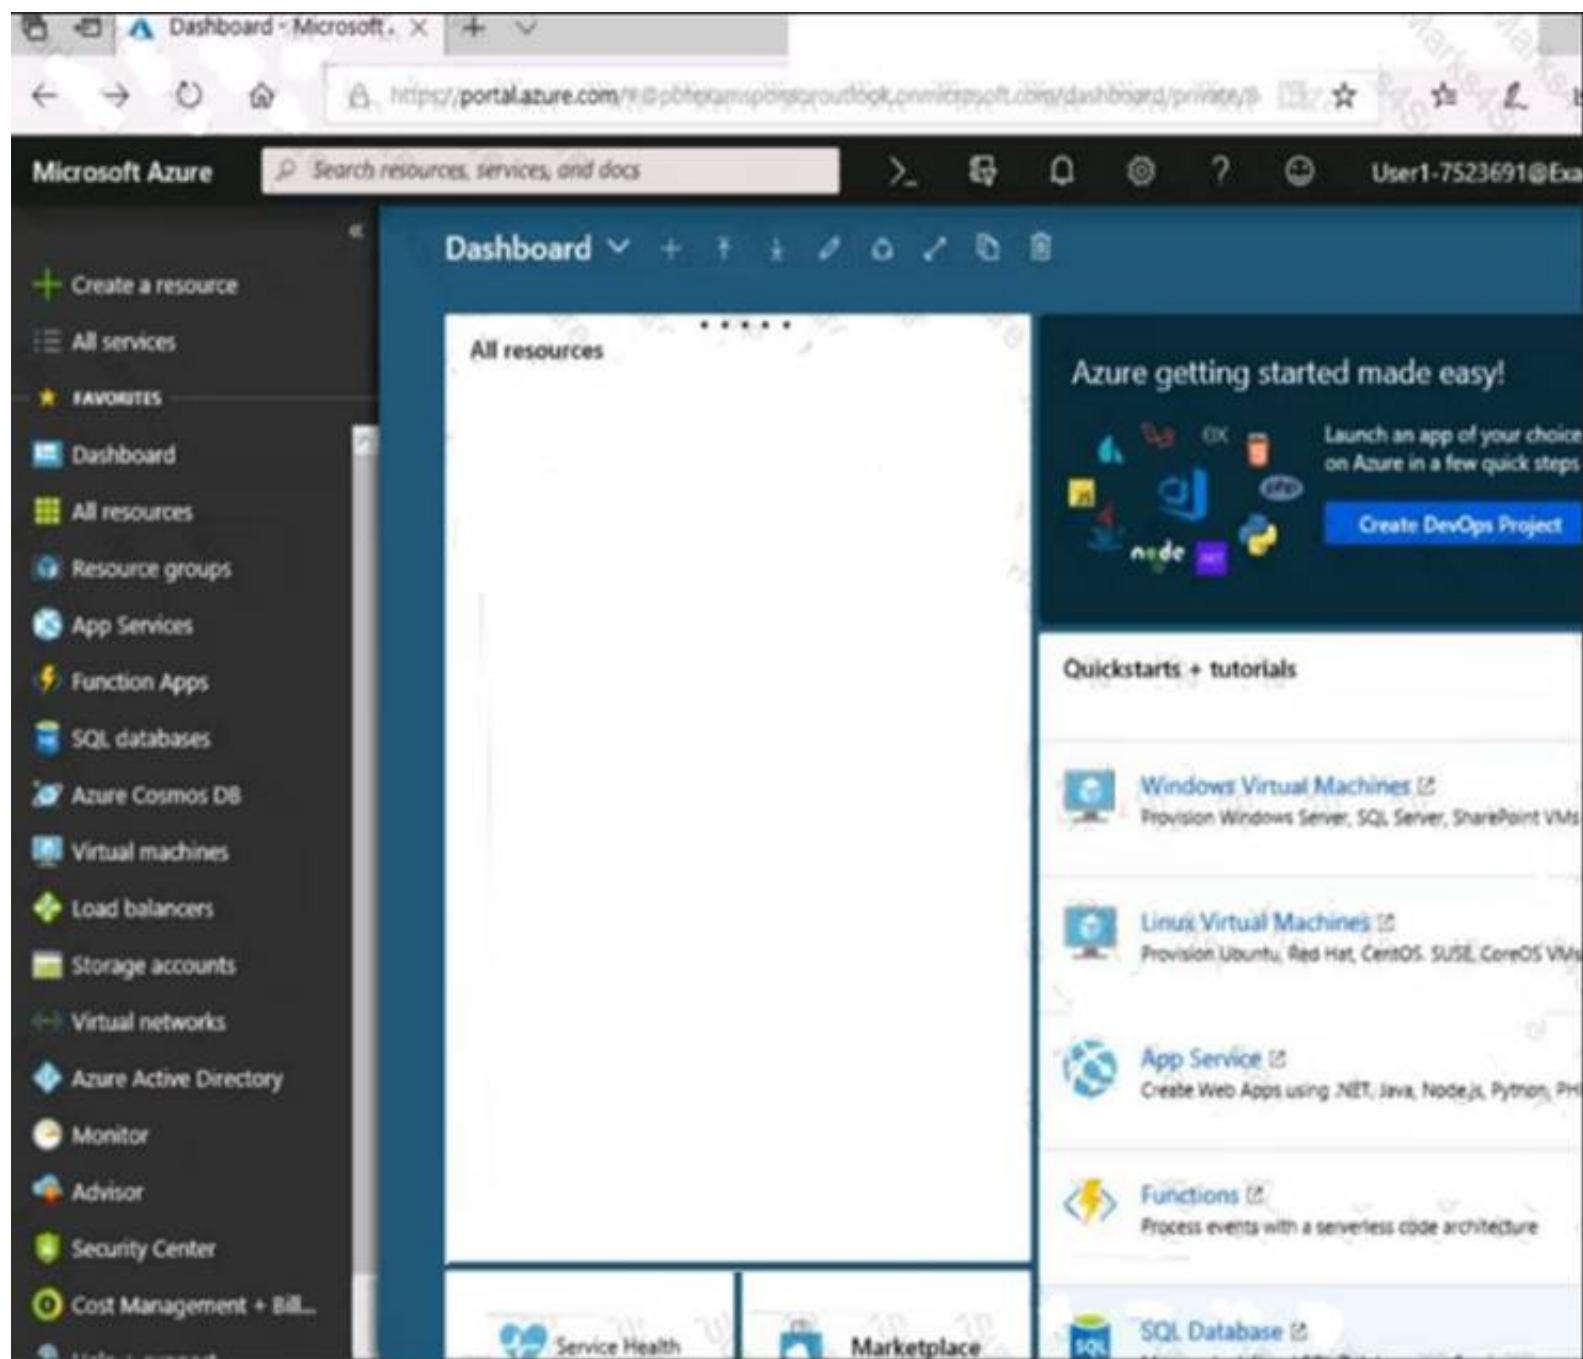 Dashboard - Microsoft
https://portal.azure.com/
Microsoft Azure
Search resources, services, and docs
User1-7523691@Exa
Dashboard
Create a resource
All services
FAVORITES
Dashboard
All resources
Resource groups
App Services
Function Apps
SQL databases
Azure Cosmos DB
Virtual machines
Load balancers
Storage accounts
Virtual networks
Azure Active Directory
Monitor
Advisor
Security Center
Cost Management + Bill...
All resources
Service Health
Marketplace
Azure getting started made easy!
Launch an app of your choice
on Azure in a few quick steps
JS
php
node
Create DevOps Project
Quickstarts + tutorials
Windows Virtual Machines
Provision Windows Server, SQL Server, SharePoint VMs
Linux Virtual Machines
Provision Ubuntu, Red Hat, CentOS, SUSE, CoreOS VMs
App Service
Create Web Apps using .NET, Java, Node.js, Python, PH
Functions
Process events with a serverless code architecture
SQL
SQL Database